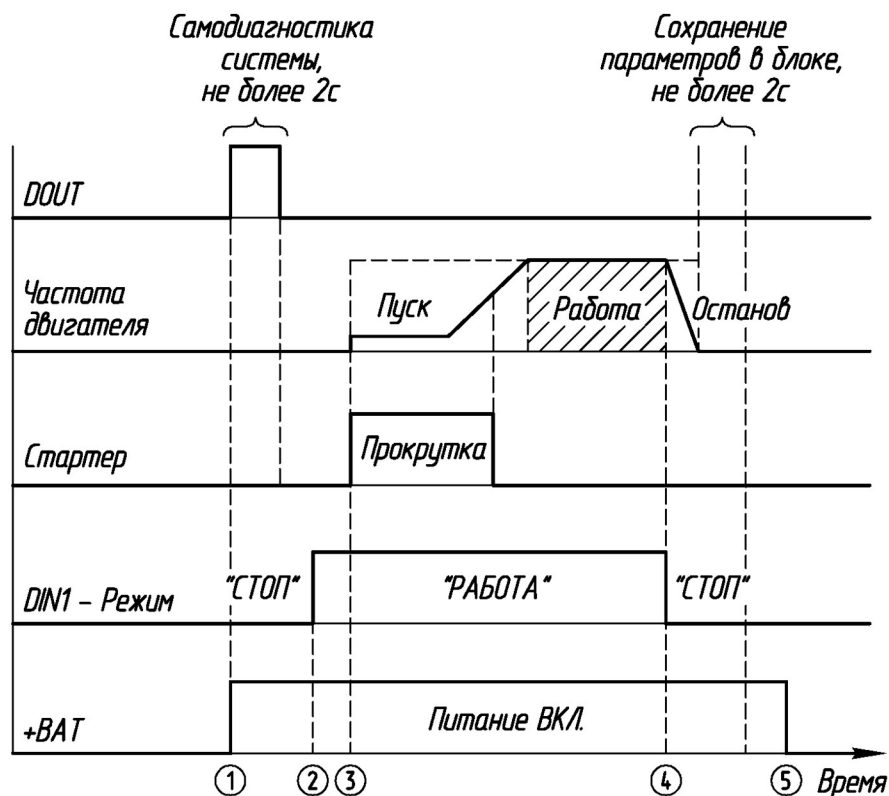 Самодиагностика
системы,
не более 2с
Сохранение
параметров в блоке,
не более 2с
DOUT
Частота
двигателя
Пуск
Работа
Останов
Стартер
Прокрутка
DIN1 – Режим
"СТОП"
"РАБОТА"
"СТОП"
+BAT
Питание ВКЛ.
1
2
3
4
5
Время